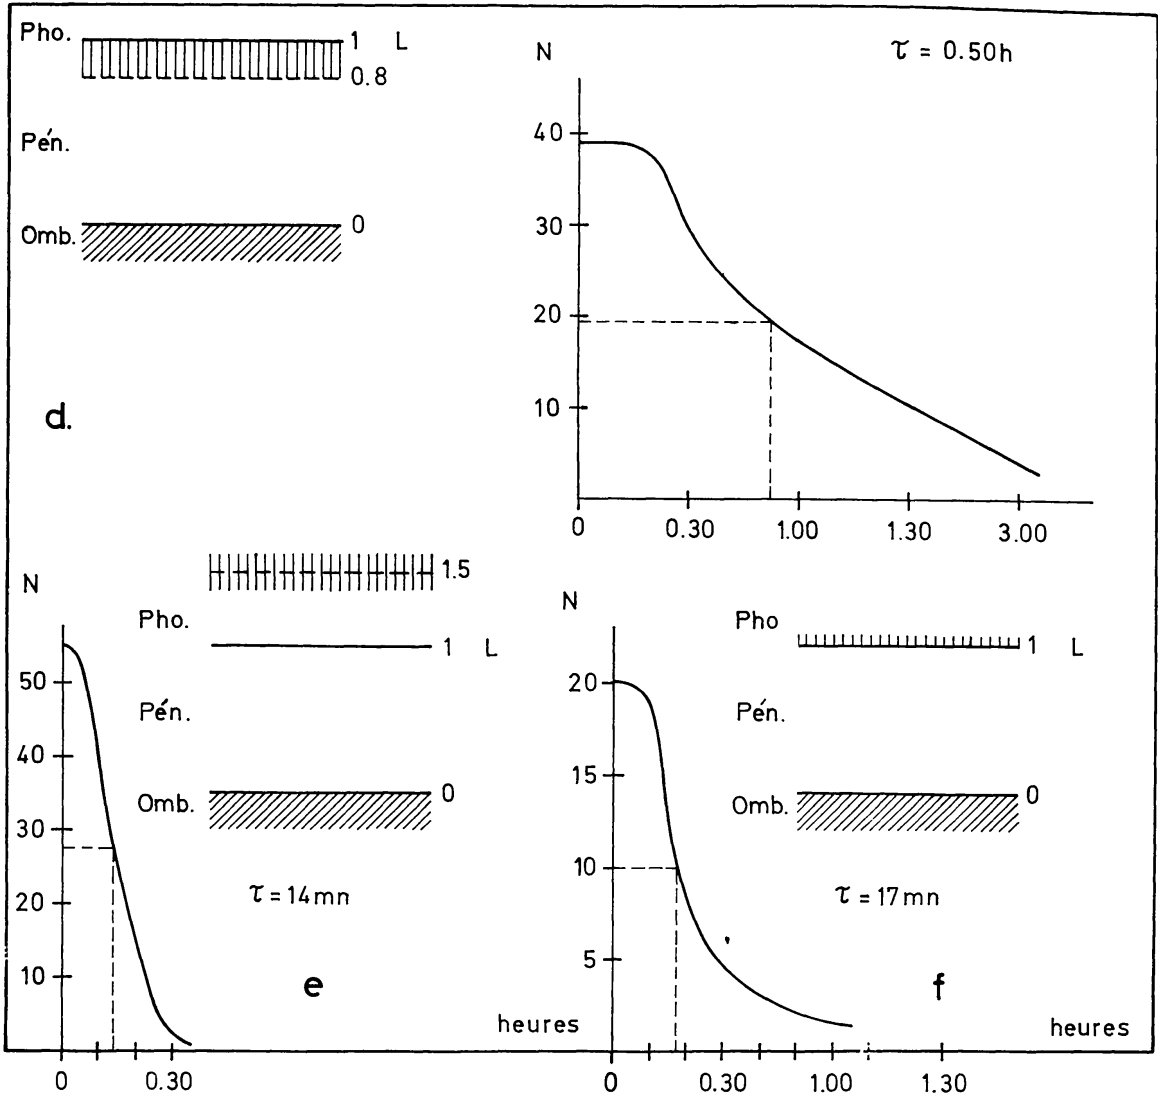 Pho.
1 L
0.8
Pén.
Omb.
0
d.
N
τ = 0.50h
40
30
20
10
0 0.30 1.00 1.30 3.00
N
50
40
30
20
10
0 0.30
1.5
Pho.
1 L
Pén.
Omb.
0
τ = 14mn
e
heures
N
20
15
10
5
0 0.30 1.00 1.30
Pho
1 L
Pén.
Omb.
0
τ = 17mn
f
heures